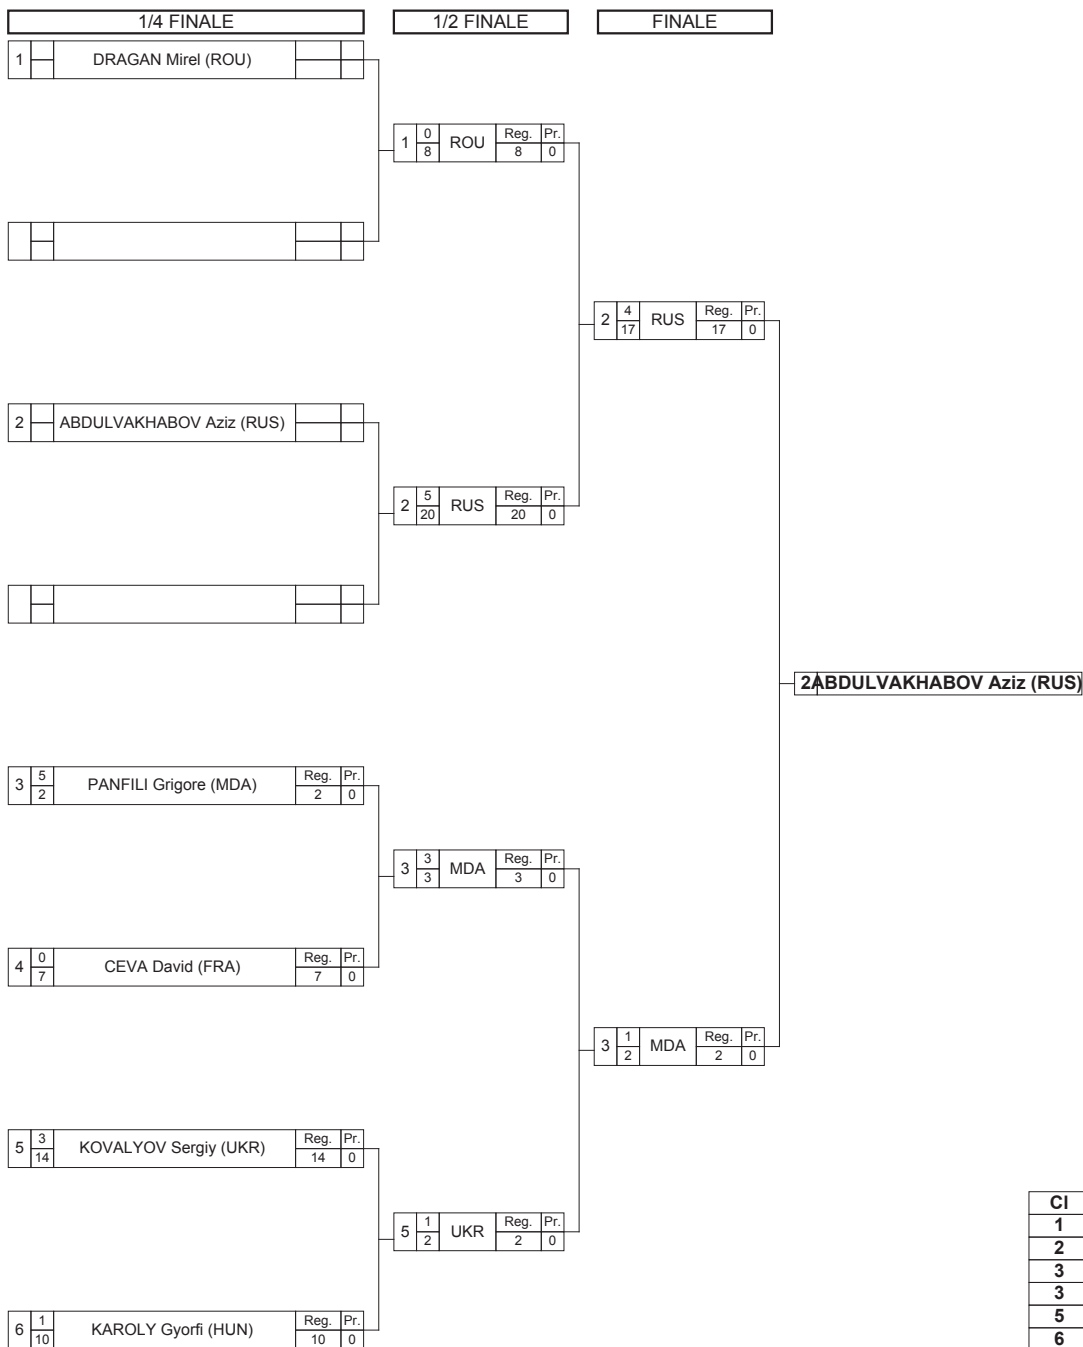 1/4 FINALE 1/2 FINALE FINALE
1 DRAGAN Mirel (ROU)
0 Reg. Pr.
1 ROU
8 8 0
4 Reg. Pr.
2 RUS
17 17 0
2 ABDULVAKHABOV Aziz (RUS)
5 Reg. Pr.
2 RUS
20 20 0
2 ABDULVAKHABOV Aziz (RUS)
5 Reg. Pr.
3 PANFILI Grigore (MDA)
2 2 0
3 Reg. Pr.
3 MDA
3 3 0
0 Reg. Pr.
4 CEVA David (FRA)
7 7 0
1 Reg. Pr.
3 MDA
2 2 0
3 Reg. Pr.
5 KOVALYOV Sergiy (UKR)
14 14 0
1 Reg. Pr.
5 UKR
2 2 0
1 Reg. Pr.
6 KAROLY Gyorfi (HUN)
10 10 0
Cl
1
2
3
3
5
6